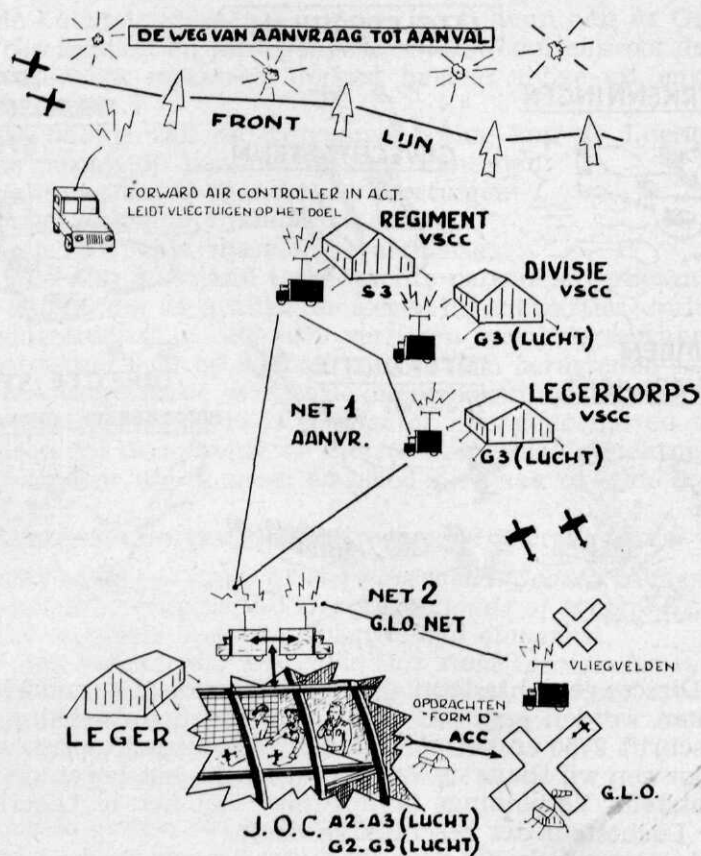 DE WEG VAN AANVRAAG TOT AANVAL
FRONT
LIJN
FORWARD AIR CONTROLLER IN ACT.
LEIDT VLIEGTUIGEN OP HET DOEL
REGIMENT
VSCC
S3
DIVISIE
VSCC
G3 (LUCHT)
LEGERKORPS
VSCC
G3 (LUCHT)
NET 1
AANVR.
NET 2
G.L.O. NET
VLIEGVELDEN
LEGER
OPDRACHTEN
FORM D"
ACC
G.L.O.
J.O.C. A2-A3 (LUCHT)
G2-G3 (LUCHT)